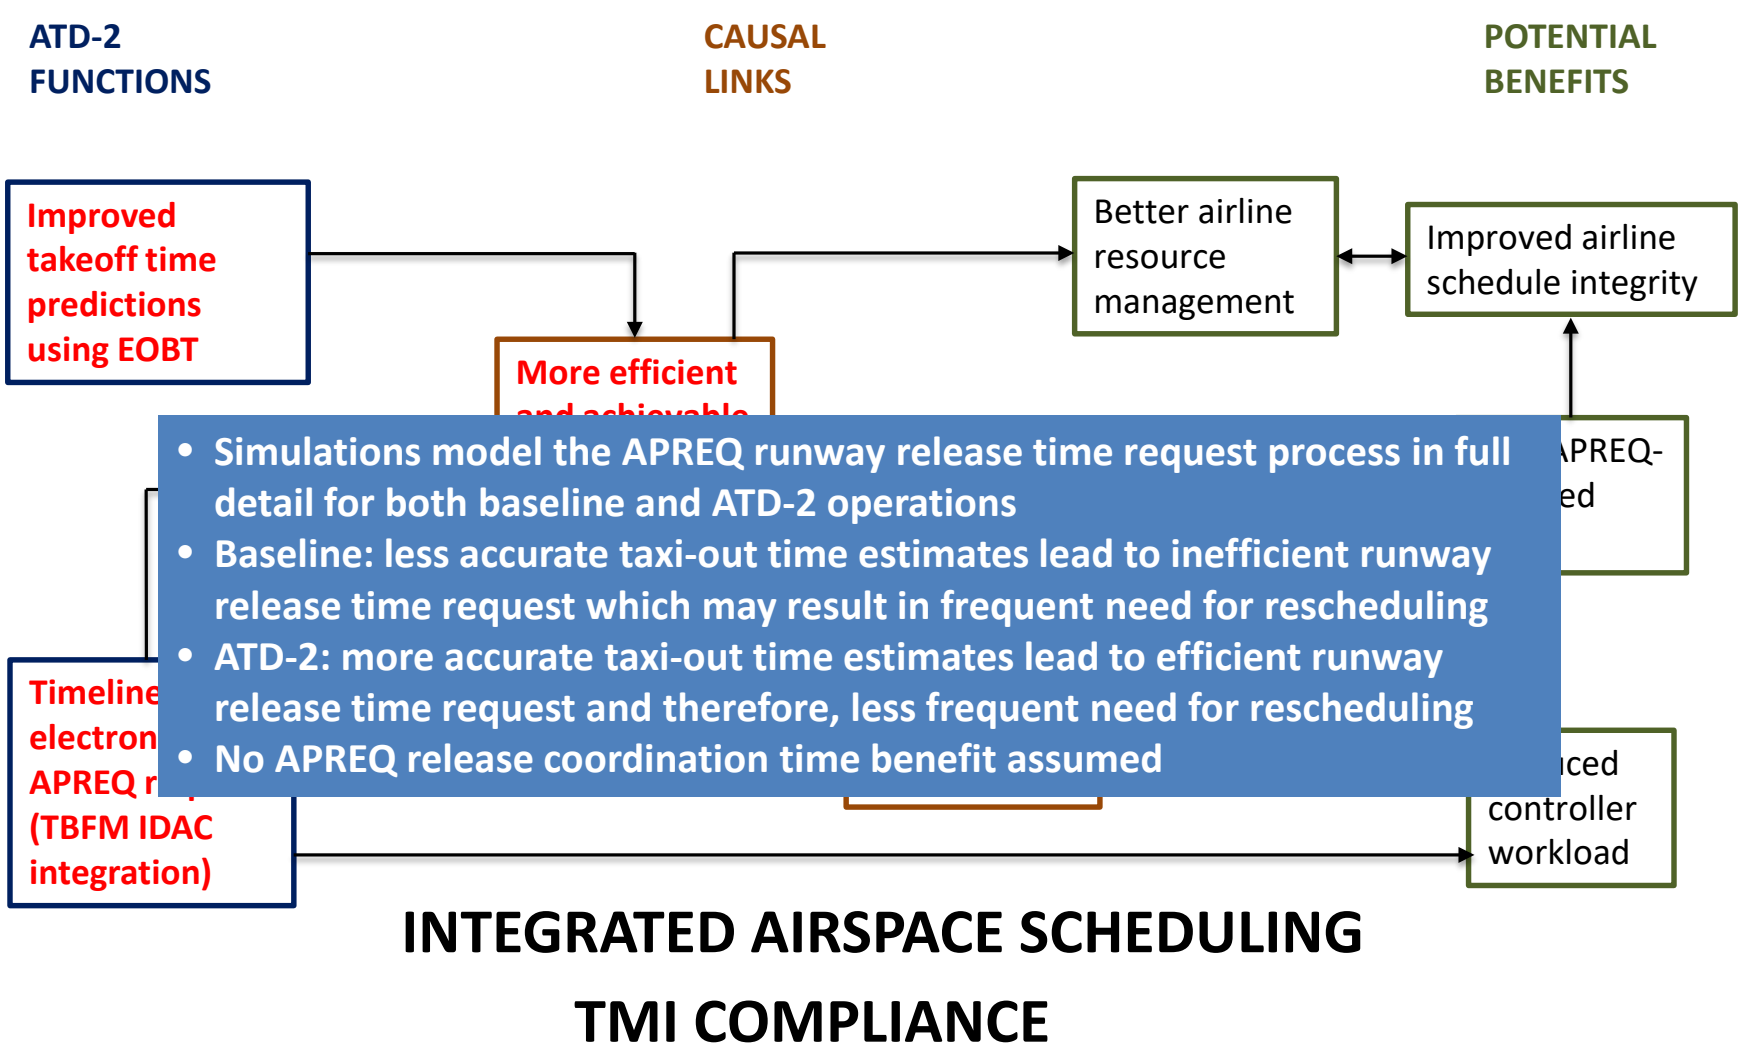 ATD-2
FUNCTIONS
CAUSAL
LINKS
POTENTIAL
BENEFITS
Improved
takeoff time
predictions
using EOBT
Better airline
resource
management
Improved airline
schedule integrity
More efficient
and achievable
• Simulations model the APREQ runway release time request process in full
detail for both baseline and ATD-2 operations
• Baseline: less accurate taxi-out time estimates lead to inefficient runway
release time request which may result in frequent need for rescheduling
• ATD-2: more accurate taxi-out time estimates lead to efficient runway
release time request and therefore, less frequent need for rescheduling
• No APREQ release coordination time benefit assumed
APREQ-
Timeline
APREQ
(TBFM IDAC
integration)
controller
workload
INTEGRATED AIRSPACE SCHEDULING
TMI COMPLIANCE